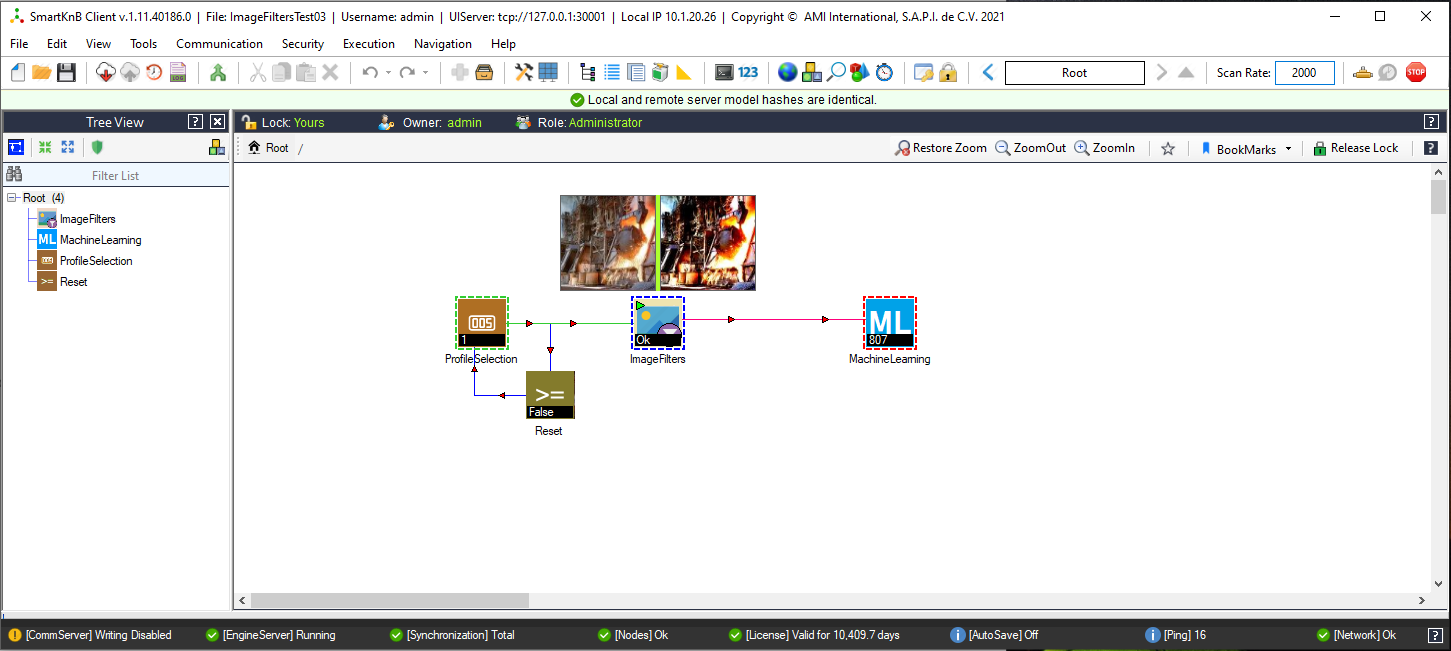 SmartKnB Client v.1.11.40186.0 | File: ImageFiltersTest03 | Username: admin | UIServer: tcp://127.0.0.1:30001 | Local IP 10.1.20.26 | Copyright © AMI International, S.A.P.I. de C.V. 2021
File Edit View Tools Communication Security Execution Navigation Help
LOG 123 Root Scan Rate: 2000 STOP
Local and remote server model hashes are identical.
Tree View ? Lock: Yours Owner: admin Role: Administrator ?
Root / Restore Zoom ZoomOut ZoomIn BookMarks Release Lock ?
Filter List
Root (4)
ImageFilters
ML MachineLearning
005 ProfileSelection
>= Reset
005
1
ProfileSelection
Ok
ImageFilters
ML
807
MachineLearning
>=
False
Reset
[CommServer] Writing Disabled [EngineServer] Running [Synchronization] Total [Nodes] Ok [License] Valid for 10,409.7 days [AutoSave] Off [Ping] 16 [Network] Ok ?